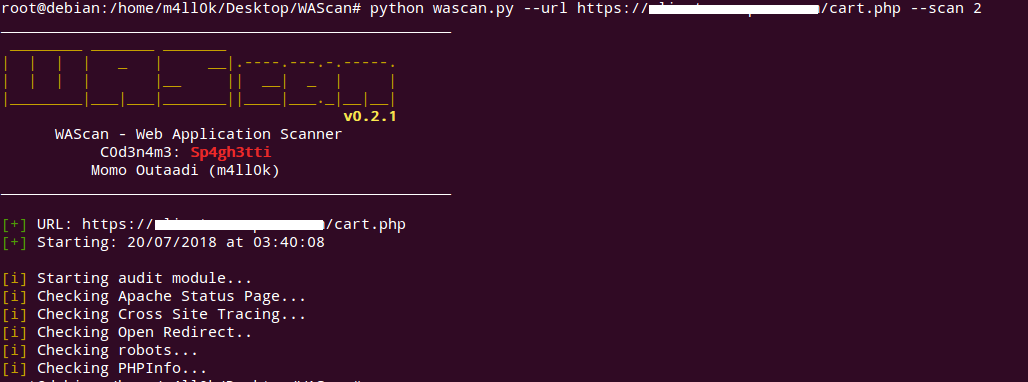 root@debian:/home/m4ll0k/Desktop/WAScan# python wascan.py --url https:// /cart.php --scan 2
WAScan
v0.2.1
WAScan - Web Application Scanner
C0d3n4m3: Sp4gh3tti
Momo Outaadi (m4ll0k)
[+] URL: https:// /cart.php
[+] Starting: 20/07/2018 at 03:40:08
[i] Starting audit module...
[i] Checking Apache Status Page...
[i] Checking Cross Site Tracing...
[i] Checking Open Redirect..
[i] Checking robots...
[i] Checking PHPInfo...